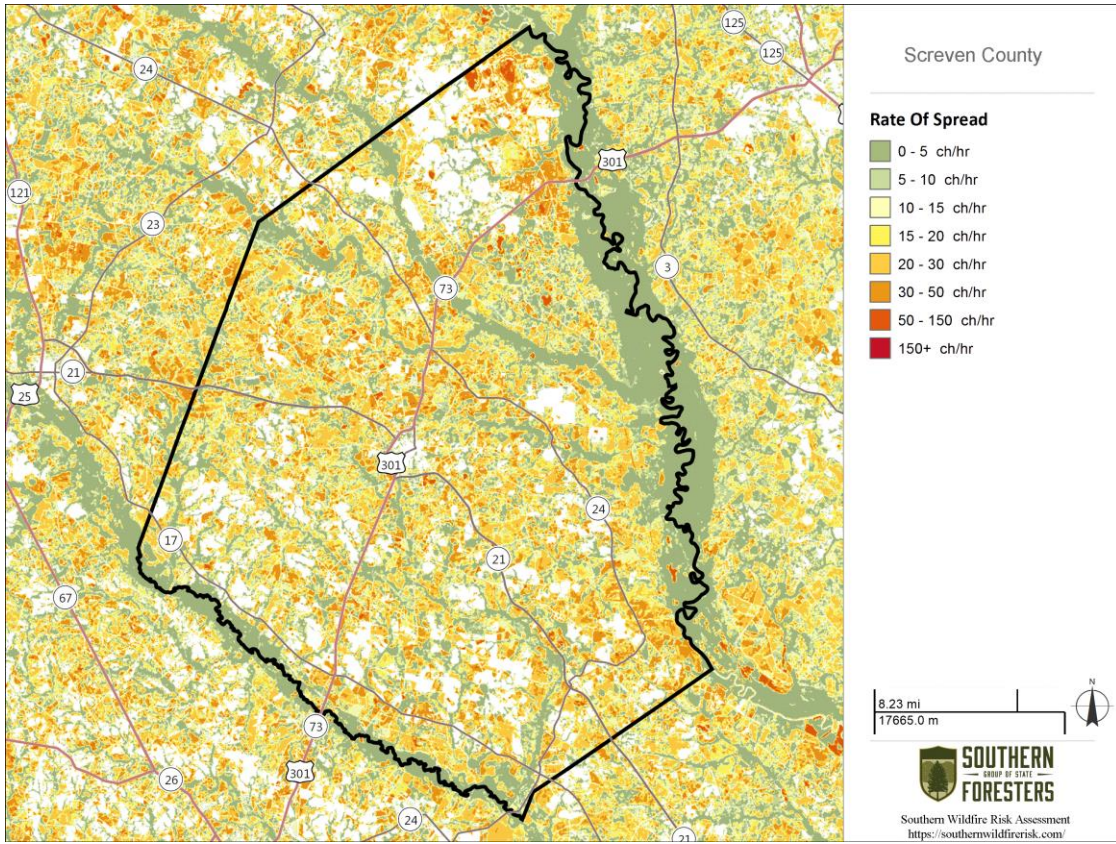 125
125
24
301
121
23
3
73
21
25
301
24
17
21
67
73
26
301
24
21
Screven County
Rate Of Spread
0 - 5 ch/hr
5 - 10 ch/hr
10 - 15 ch/hr
15 - 20 ch/hr
20 - 30 ch/hr
30 - 50 ch/hr
50 - 150 ch/hr
150+ ch/hr
8.23 mi
17665.0 m
N
SOUTHERN
GROUP OF STATE
FORESTERS
Southern Wildfire Risk Assessment
https://southernwildfirerisk.com/